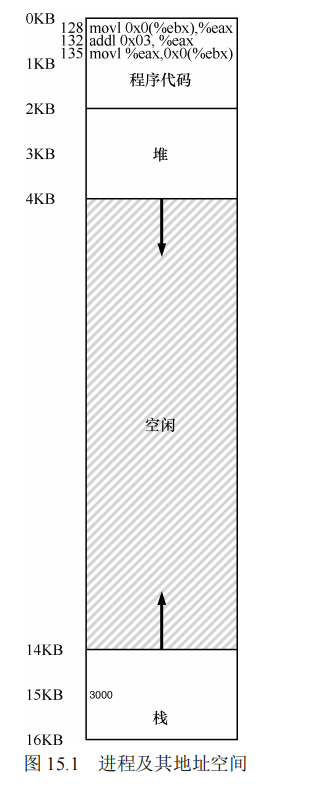 0KB
128 movl 0x0(%ebx),%eax
132 addl 0x03, %eax
135 movl %eax,0x0(%ebx)
1KB
程序代码
2KB
3KB 堆
4KB
空闲
14KB
15KB 3000
栈
16KB
图 15.1 进程及其地址空间